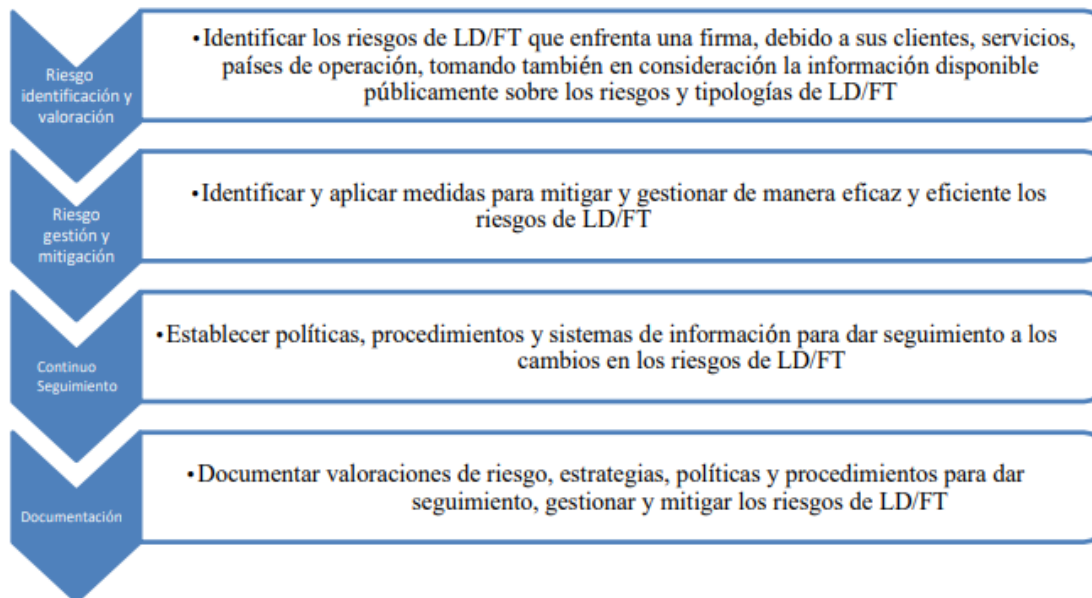 Riesgo
identificación y
valoración
•Identificar los riesgos de LD/FT que enfrenta una firma, debido a sus clientes, servicios,
países de operación, tomando también en consideración la información disponible
públicamente sobre los riesgos y tipologías de LD/FT
Riesgo
gestión y
mitigación
•Identificar y aplicar medidas para mitigar y gestionar de manera eficaz y eficiente los
riesgos de LD/FT
Continuo
Seguimiento
•Establecer políticas, procedimientos y sistemas de información para dar seguimiento a los
cambios en los riesgos de LD/FT
Documentación
•Documentar valoraciones de riesgo, estrategias, políticas y procedimientos para dar
seguimiento, gestionar y mitigar los riesgos de LD/FT